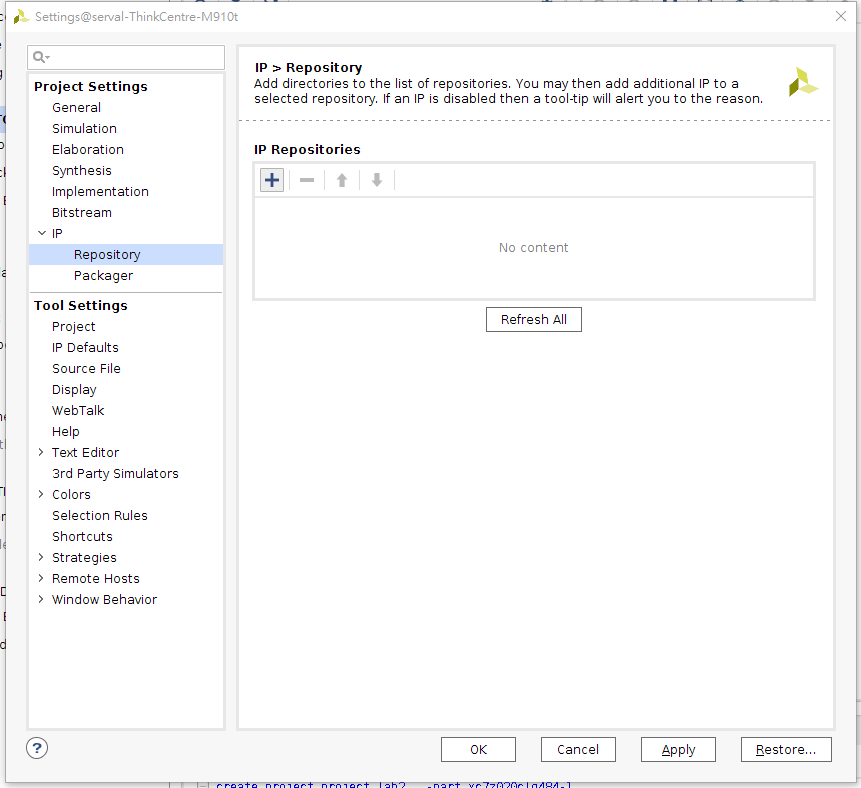 Settings@serval-ThinkCentre-M910t
Project Settings
General
Simulation
Elaboration
Synthesis
Implementation
Bitstream
IP
Repository
Packager
Tool Settings
Project
IP Defaults
Source File
Display
WebTalk
Help
Text Editor
3rd Party Simulators
Colors
Selection Rules
Shortcuts
Strategies
Remote Hosts
Window Behavior
IP > Repository
Add directories to the list of repositories. You may then add additional IP to a
selected repository. If an IP is disabled then a tool-tip will alert you to the reason.
IP Repositories
No content
Refresh All
?
OK
Cancel
Apply
Restore...
create_project project_lab2 -part xc7z020clg484-1